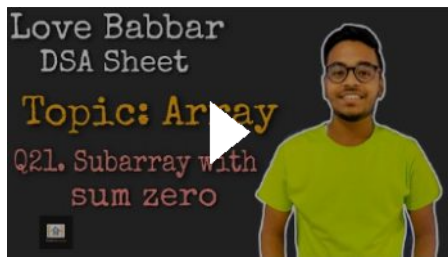 Love Babbar
DSA Sheet
Topic: Array
Q21. Subarray with
sum zero